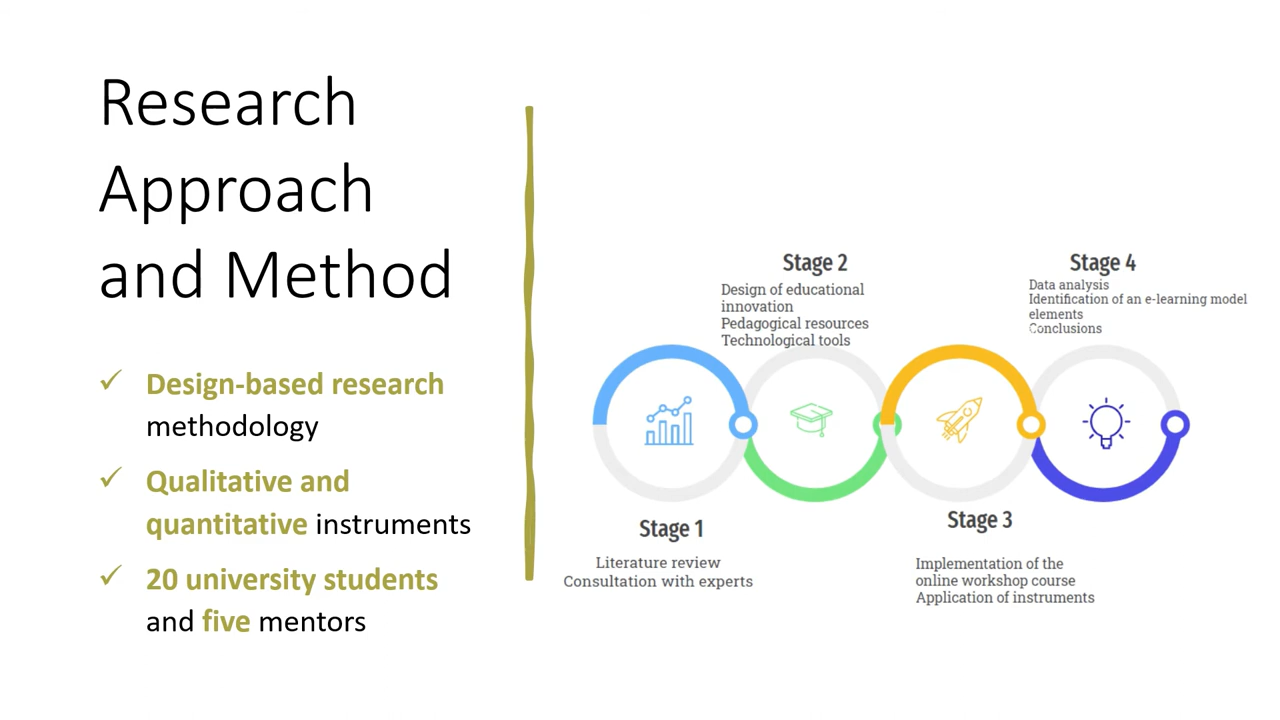 Research
Approach
and Method
Design-based research
methodology
Qualitative and
quantitative instruments
20 university students
and five mentors
Stage 1
Literature review
Consultation with experts
Stage 2
Design of educational
innovation
Pedagogical resources
Technological tools
Stage 3
Implementation of the
online workshop course
Application of instruments
Stage 4
Data analysis
Identification of an e-learning model
elements
Conclusions